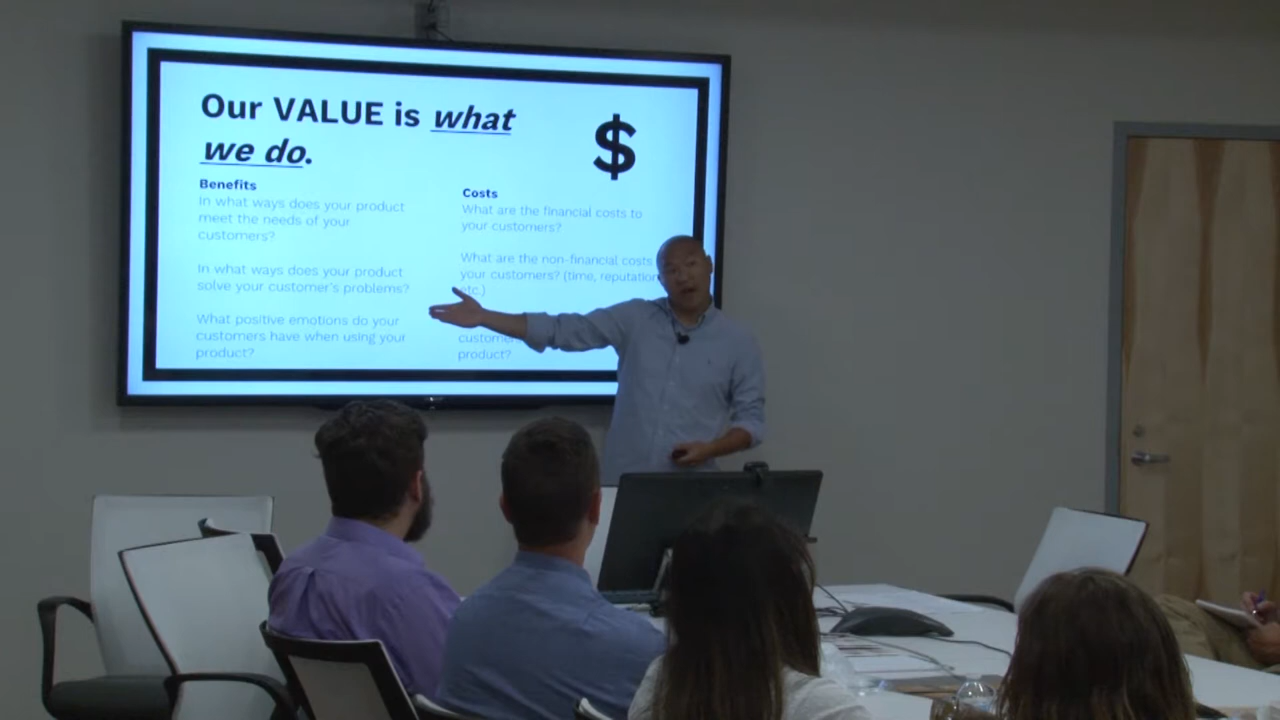 Our VALUE is what
we do.
$
Benefits
In what ways does your product
meet the needs of your
customers?
In what ways does your product
solve your customer's problems?
What positive emotions do your
customers have when using your
product?
Costs
What are the financial costs to
your customers?
What are the non-financial costs
your customers? (time, reputation
etc.)
product?